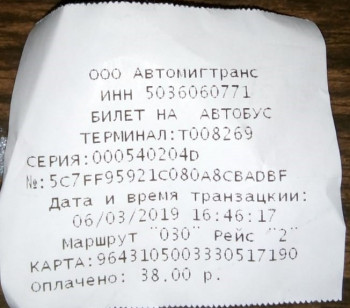 ООО Автомигтранс
ИНН 5036060771
БИЛЕТ НА АВТОБУС
ТЕРМИНАЛ:Т008269
СЕРИЯ:000540204D
№:5C7FF95921C080A8CBADBF
Дата и время транзакции:
06/03/2019 16:46:17
Маршрут "030" Рейс "2"
КАРТА:9643105003330517190
Оплачено: 38.00 р.